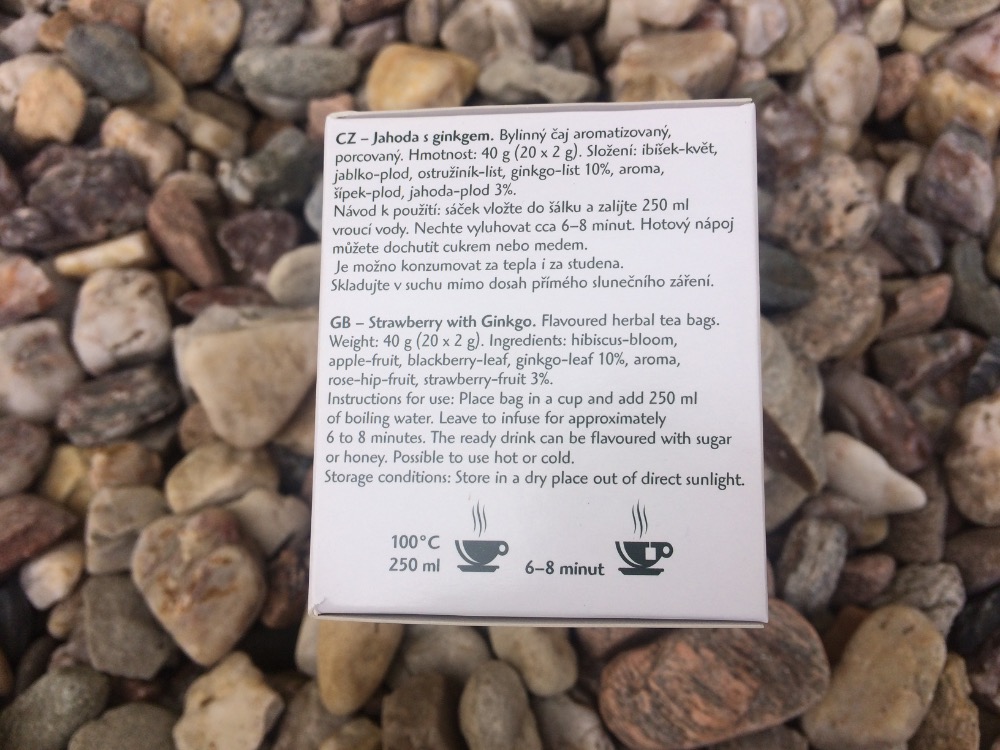 CZ – Jahoda s ginkgem. Bylinný čaj aromatizovaný,
porcovaný. Hmotnost: 40 g (20 x 2 g). Složení: ibišek-květ,
jablko-plod, ostružiník-list, ginkgo-list 10%, aroma,
šípek-plod, jahoda-plod 3%.
Návod k použití: sáček vložte do šálku a zalijte 250 ml
vroucí vody. Nechte vyluhovat cca 6–8 minut. Hotový nápoj
můžete dochutit cukrem nebo medem.
Je možno konzumovat za tepla i za studena.
Skladujte v suchu mimo dosah přímého slunečního záření.
GB – Strawberry with Ginkgo. Flavoured herbal tea bags.
Weight: 40 g (20 x 2 g). Ingredients: hibiscus-bloom,
apple-fruit, blackberry-leaf, ginkgo-leaf 10%, aroma,
rose-hip-fruit, strawberry-fruit 3%.
Instructions for use: Place bag in a cup and add 250 ml
of boiling water. Leave to infuse for approximately
6 to 8 minutes. The ready drink can be flavoured with sugar
or honey. Possible to use hot or cold.
Storage conditions: Store in a dry place out of direct sunlight.
100°C
250 ml
6–8 minut